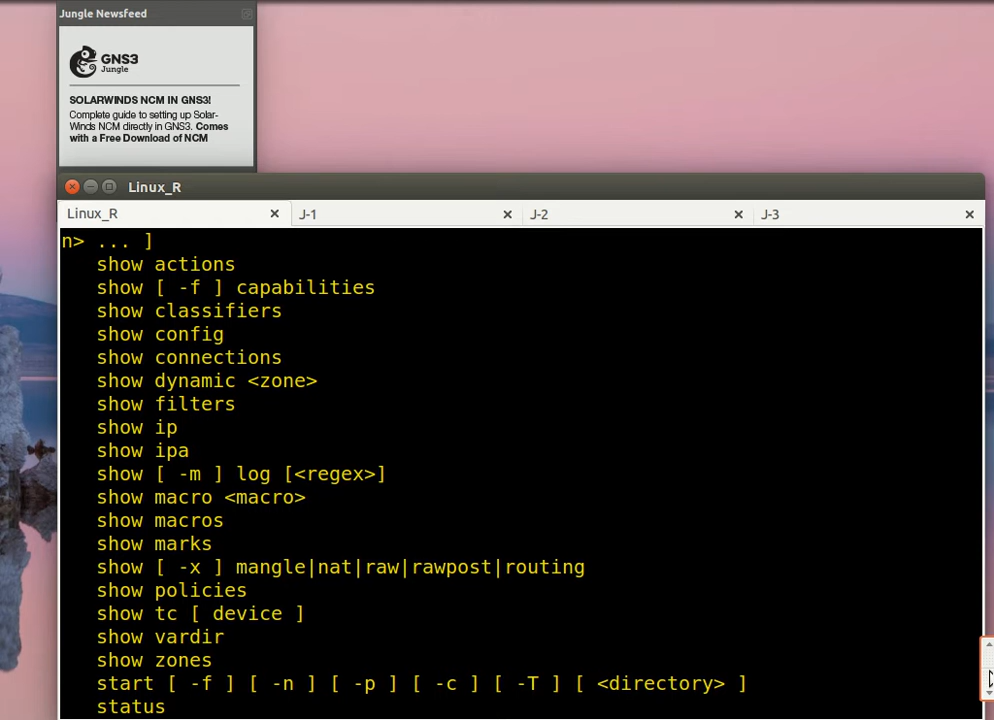 Jungle Newsfeed
GNS3
Jungle
SOLARWINDS NCM IN GNS3!
Complete guide to setting up Solar-
Winds NCM directly in GNS3. Comes
with a Free Download of NCM
Linux_R
Linux_R
J-1
J-2
J-3
n> ... ]
show actions
show [ -f ] capabilities
show classifiers
show config
show connections
show dynamic <zone>
show filters
show ip
show ipa
show [ -m ] log [<regex>]
show macro <macro>
show macros
show marks
show [ -x ] mangle|nat|raw|rawpost|routing
show policies
show tc [ device ]
show vardir
show zones
start [ -f ] [ -n ] [ -p ] [ -c ] [ -T ] [ <directory> ]
status